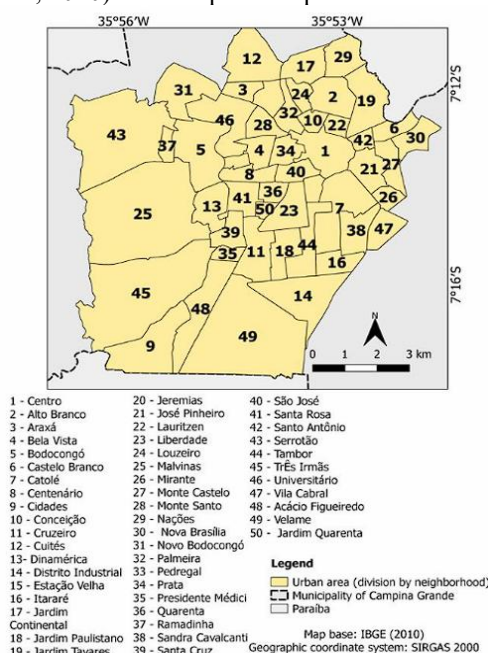 35°56'W 35°53'W
7°12'S
7°16'S
12
17
29
31
3
24
2
19
43
46
32
10
22
28
6
30
37
5
4
34
1
42
27
8
40
21
36
26
13
41
50
23
7
25
39
38
47
35
11
18
44
16
45
48
14
49
9
N
0 1 2 3 km
1 - Centro
2 - Alto Branco
3 - Araxá
4 - Bela Vista
5 - Bodocongó
6 - Castelo Branco
7 - Catolé
8 - Centenário
9 - Cidades
10 - Conceição
11 - Cruzeiro
12 - Cuités
13- Dinamérica
14 - Distrito Industrial
15 - Estação Velha
16 - Itararé
17 - Jardim
Continental
18 - Jardim Paulistano
19 - Jardim Tavares
20 - Jeremias
21 - José Pinheiro
22 - Lauritzen
23 - Liberdade
24 - Louzeiro
25 - Malvinas
26 - Mirante
27 - Monte Castelo
28 - Monte Santo
29 - Nações
30 - Nova Brasília
31 - Novo Bodocongó
32 - Palmeira
33 - Pedregal
34 - Prata
35 - Presidente Médici
36 - Quarenta
37 - Ramadinha
38 - Sandra Cavalcanti
39 - Santa Cruz
40 - São José
41 - Santa Rosa
42 - Santo Antônio
43 - Serrotão
44 - Tambor
45 - TrÊs Irmãs
46 - Universitário
47 - Vila Cabral
48 - Acácio Figueiredo
49 - Velame
50 - Jardim Quarenta
Legend
Urban area (division by neighborhood)
Municipality of Campina Grande
Paraíba
Map base: IBGE (2010)
Geographic coordinate system: SIRGAS 2000